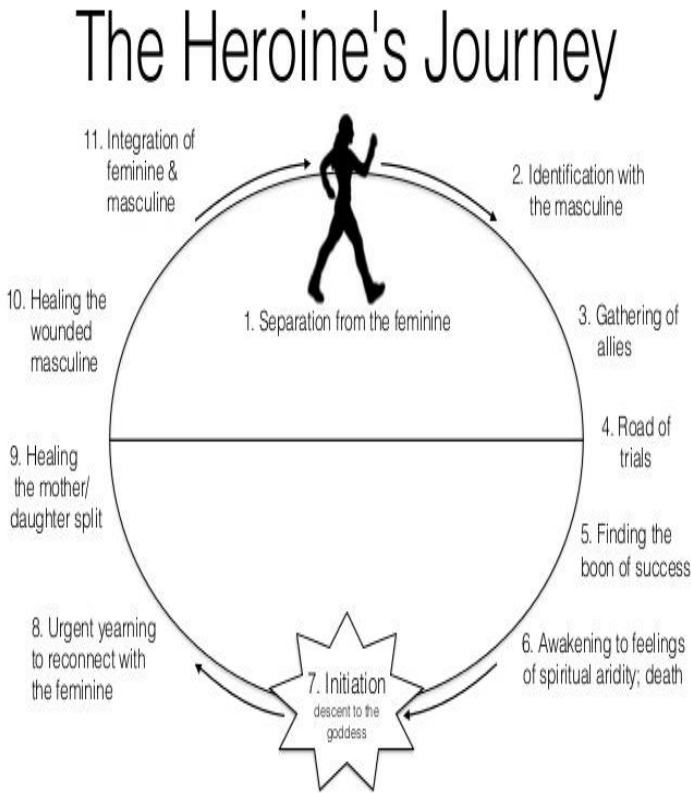 The Heroine's Journey
1. Separation from the feminine
2. Identification with
the masculine
3. Gathering of
allies
4. Road of
trials
5. Finding the
boon of success
6. Awakening to feelings
of spiritual aridity; death
7. Initiation
descent to the
goddess
8. Urgent yearning
to reconnect with
the feminine
9. Healing
the mother/
daughter split
10. Healing the
wounded
masculine
11. Integration of
feminine &
masculine